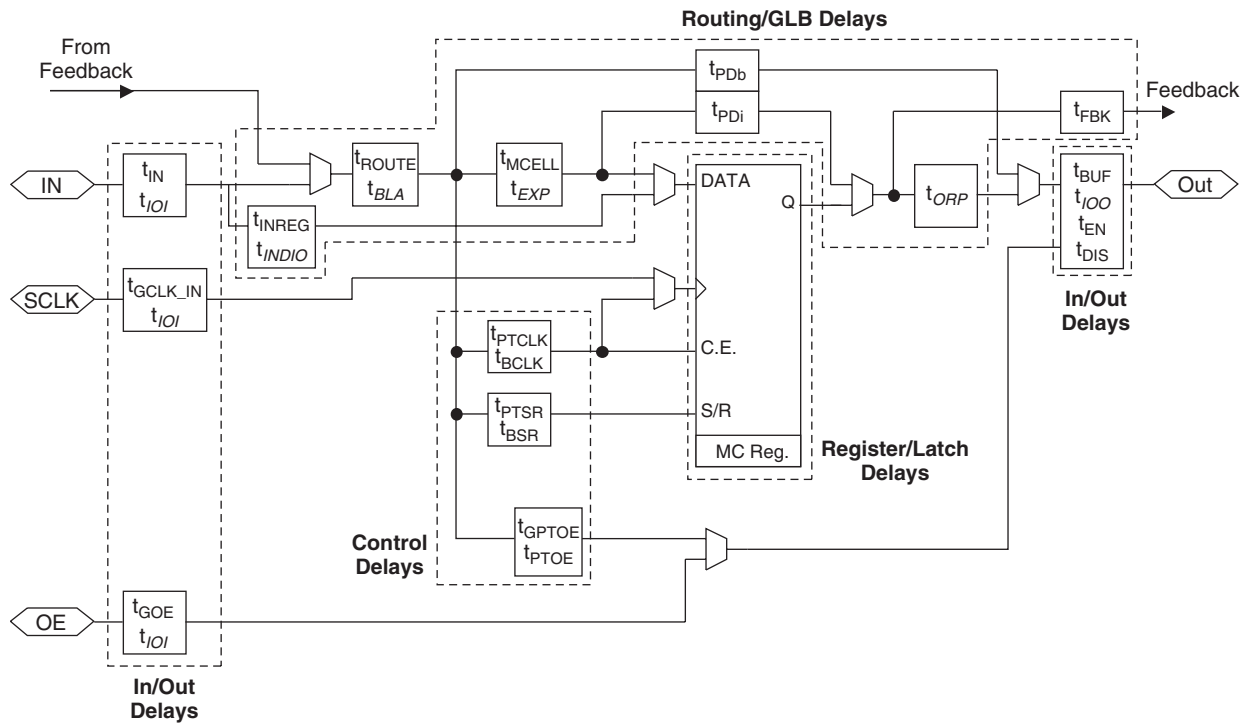 Routing/GLB Delays
From
Feedback
tPDb
tPDi
tFBK
Feedback
IN
tIN
tIOI
tROUTE
tBLA
tMCELL
tEXP
tINREG
tINDIO
DATA
Q
tORP
tBUF
tIOO
tEN
tDIS
Out
In/Out
Delays
SCLK
tGCLK_IN
tIOI
tPTCLK
tBCLK
C.E.
tPTSR
tBSR
S/R
MC Reg.
Register/Latch
Delays
Control
Delays
tGPTOE
tPTOE
OE
tGOE
tIOI
In/Out
Delays